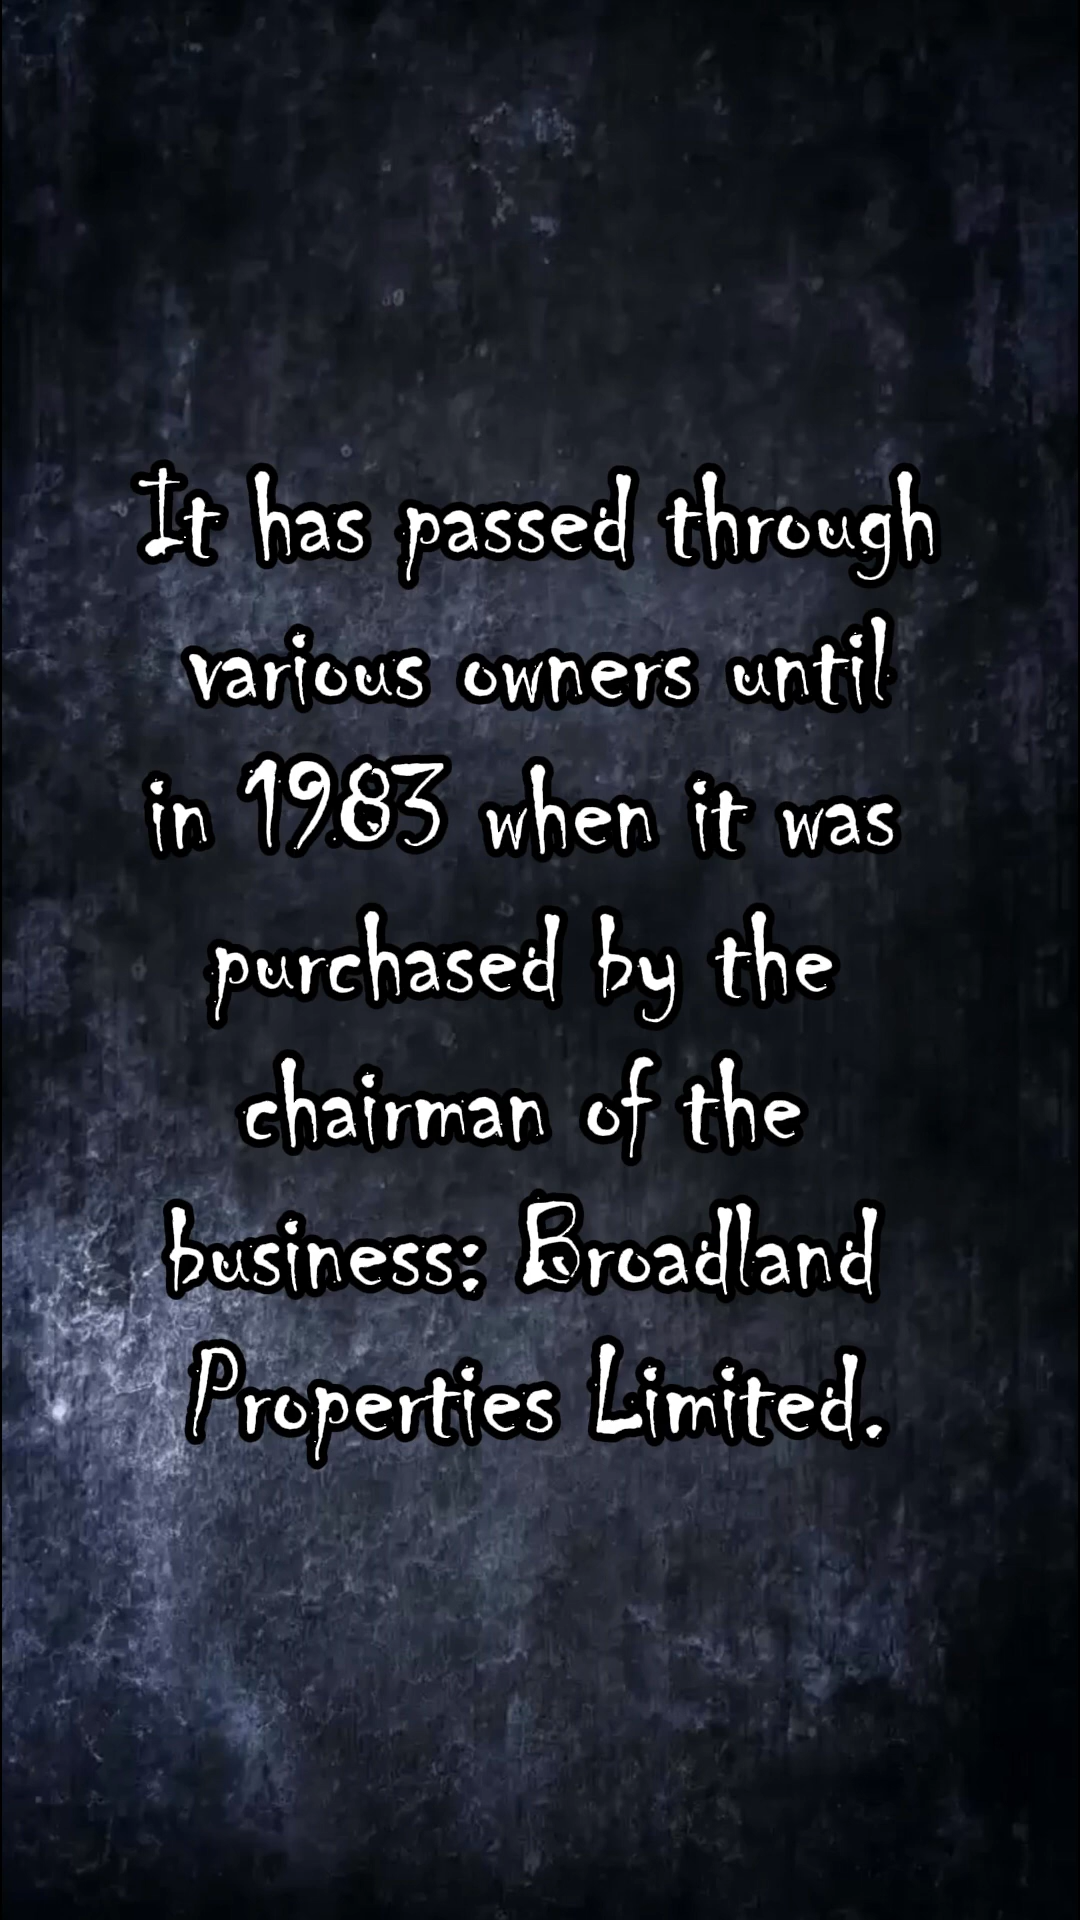 It has passed through
various owners until
in 1983 when it was
purchased by the
chairman of the
business: Broadland
Properties Limited.